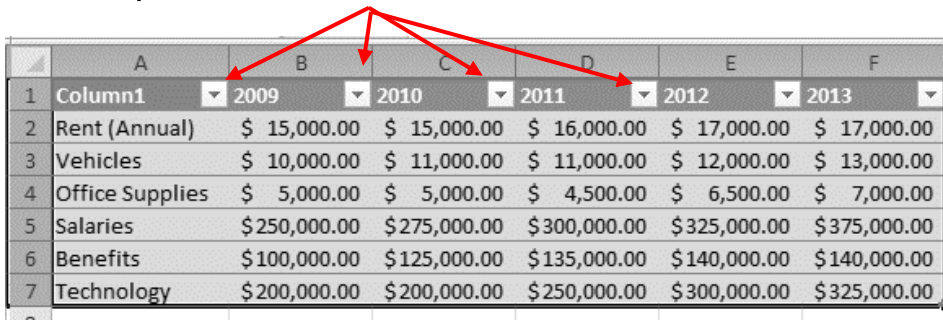 A B C D E F
1 Column1 2009 2010 2011 2012 2013
2 Rent (Annual) $ 15,000.00 $ 15,000.00 $ 16,000.00 $ 17,000.00 $ 17,000.00
3 Vehicles $ 10,000.00 $ 11,000.00 $ 11,000.00 $ 12,000.00 $ 13,000.00
4 Office Supplies $ 5,000.00 $ 5,000.00 $ 4,500.00 $ 6,500.00 $ 7,000.00
5 Salaries $250,000.00 $275,000.00 $300,000.00 $325,000.00 $375,000.00
6 Benefits $100,000.00 $125,000.00 $135,000.00 $140,000.00 $140,000.00
7 Technology $200,000.00 $200,000.00 $250,000.00 $300,000.00 $325,000.00